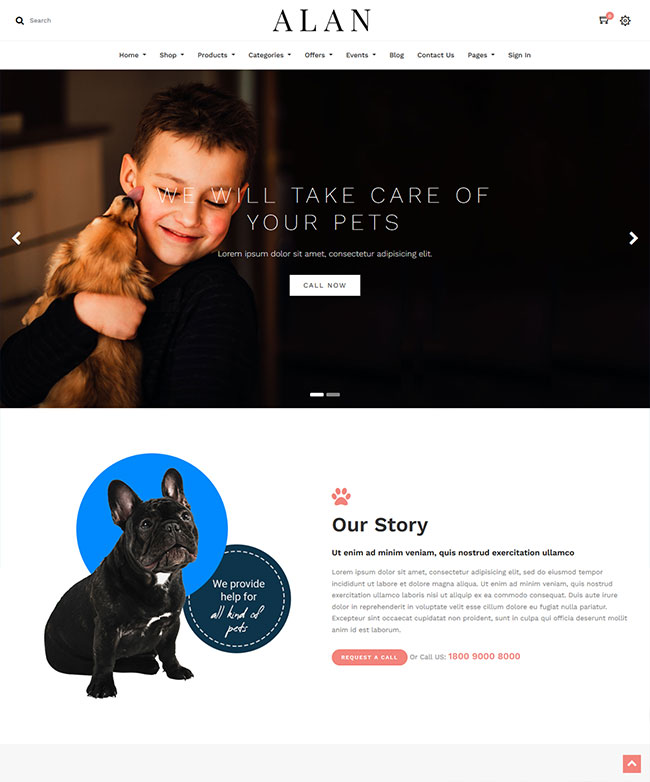 Search
ALAN
0
Home Shop Products Categories Offers Events Blog Contact Us Pages Sign In
WE WILL TAKE CARE OF
YOUR PETS
Lorem ipsum dolor sit amet, consectetur adipisicing elit.
CALL NOW
We provide
help for
all kind of
pets
Our Story
Ut enim ad minim veniam, quis nostrud exercitation ullamco
Lorem ipsum dolor sit amet, consectetur adipisicing elit, sed do eiusmod tempor
incididunt ut labore et dolore magna aliqua. Ut enim ad minim veniam, quis nostrud
exercitation ullamco laboris nisi ut aliquip ex ea commodo consequat. Duis aute irure
dolor in reprehenderit in voluptate velit esse cillum dolore eu fugiat nulla pariatur.
Excepteur sint occaecat cupidatat non proident, sunt in culpa qui officia deserunt mollit
anim id est laborum.
REQUEST A CALL Or Call US: 1800 9000 8000